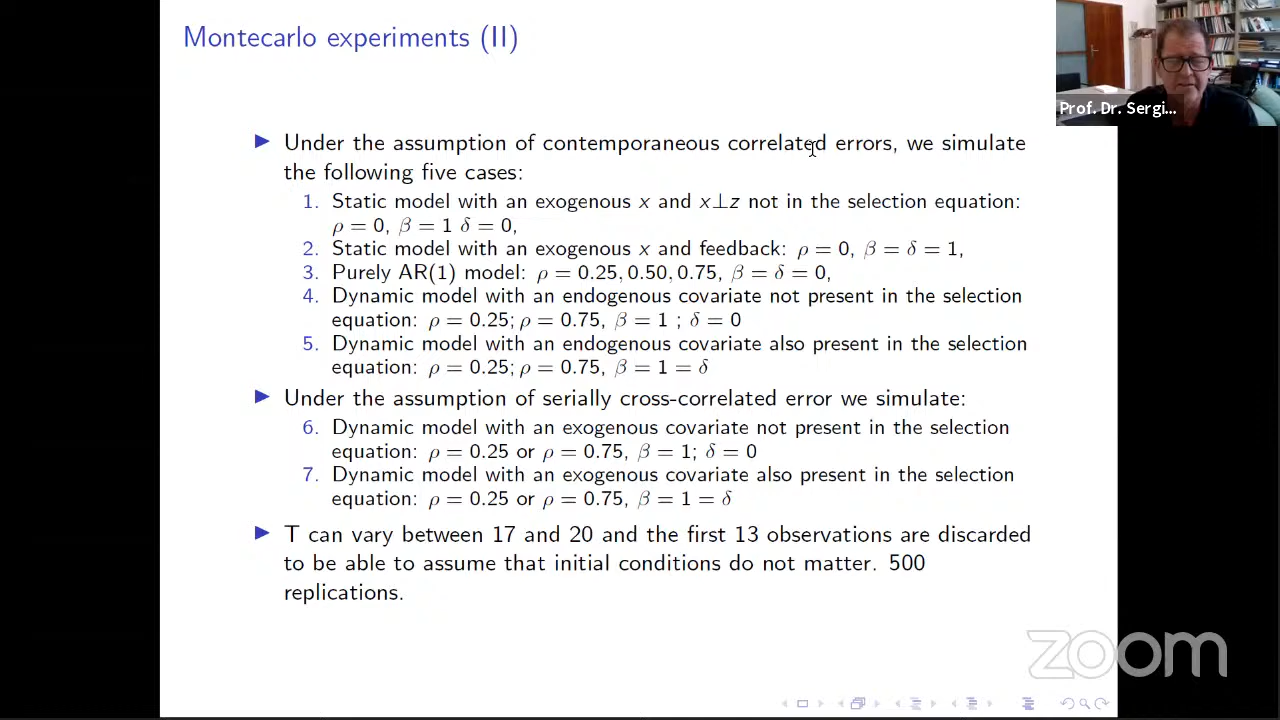 Montecarlo experiments (II)
Prof. Dr. Sergi...
Under the assumption of contemporaneous correlated errors, we simulate
the following five cases:
1. Static model with an exogenous x and x⊥z not in the selection equation:
ρ = 0, β = 1 δ = 0,
2. Static model with an exogenous x and feedback: ρ = 0, β = δ = 1,
3. Purely AR(1) model: ρ = 0.25, 0.50, 0.75, β = δ = 0,
4. Dynamic model with an endogenous covariate not present in the selection
equation: ρ = 0.25; ρ = 0.75, β = 1 ; δ = 0
5. Dynamic model with an endogenous covariate also present in the selection
equation: ρ = 0.25; ρ = 0.75, β = 1 = δ
Under the assumption of serially cross-correlated error we simulate:
6. Dynamic model with an exogenous covariate not present in the selection
equation: ρ = 0.25 or ρ = 0.75, β = 1; δ = 0
7. Dynamic model with an exogenous covariate also present in the selection
equation: ρ = 0.25 or ρ = 0.75, β = 1 = δ
T can vary between 17 and 20 and the first 13 observations are discarded
to be able to assume that initial conditions do not matter. 500
replications.
zoom